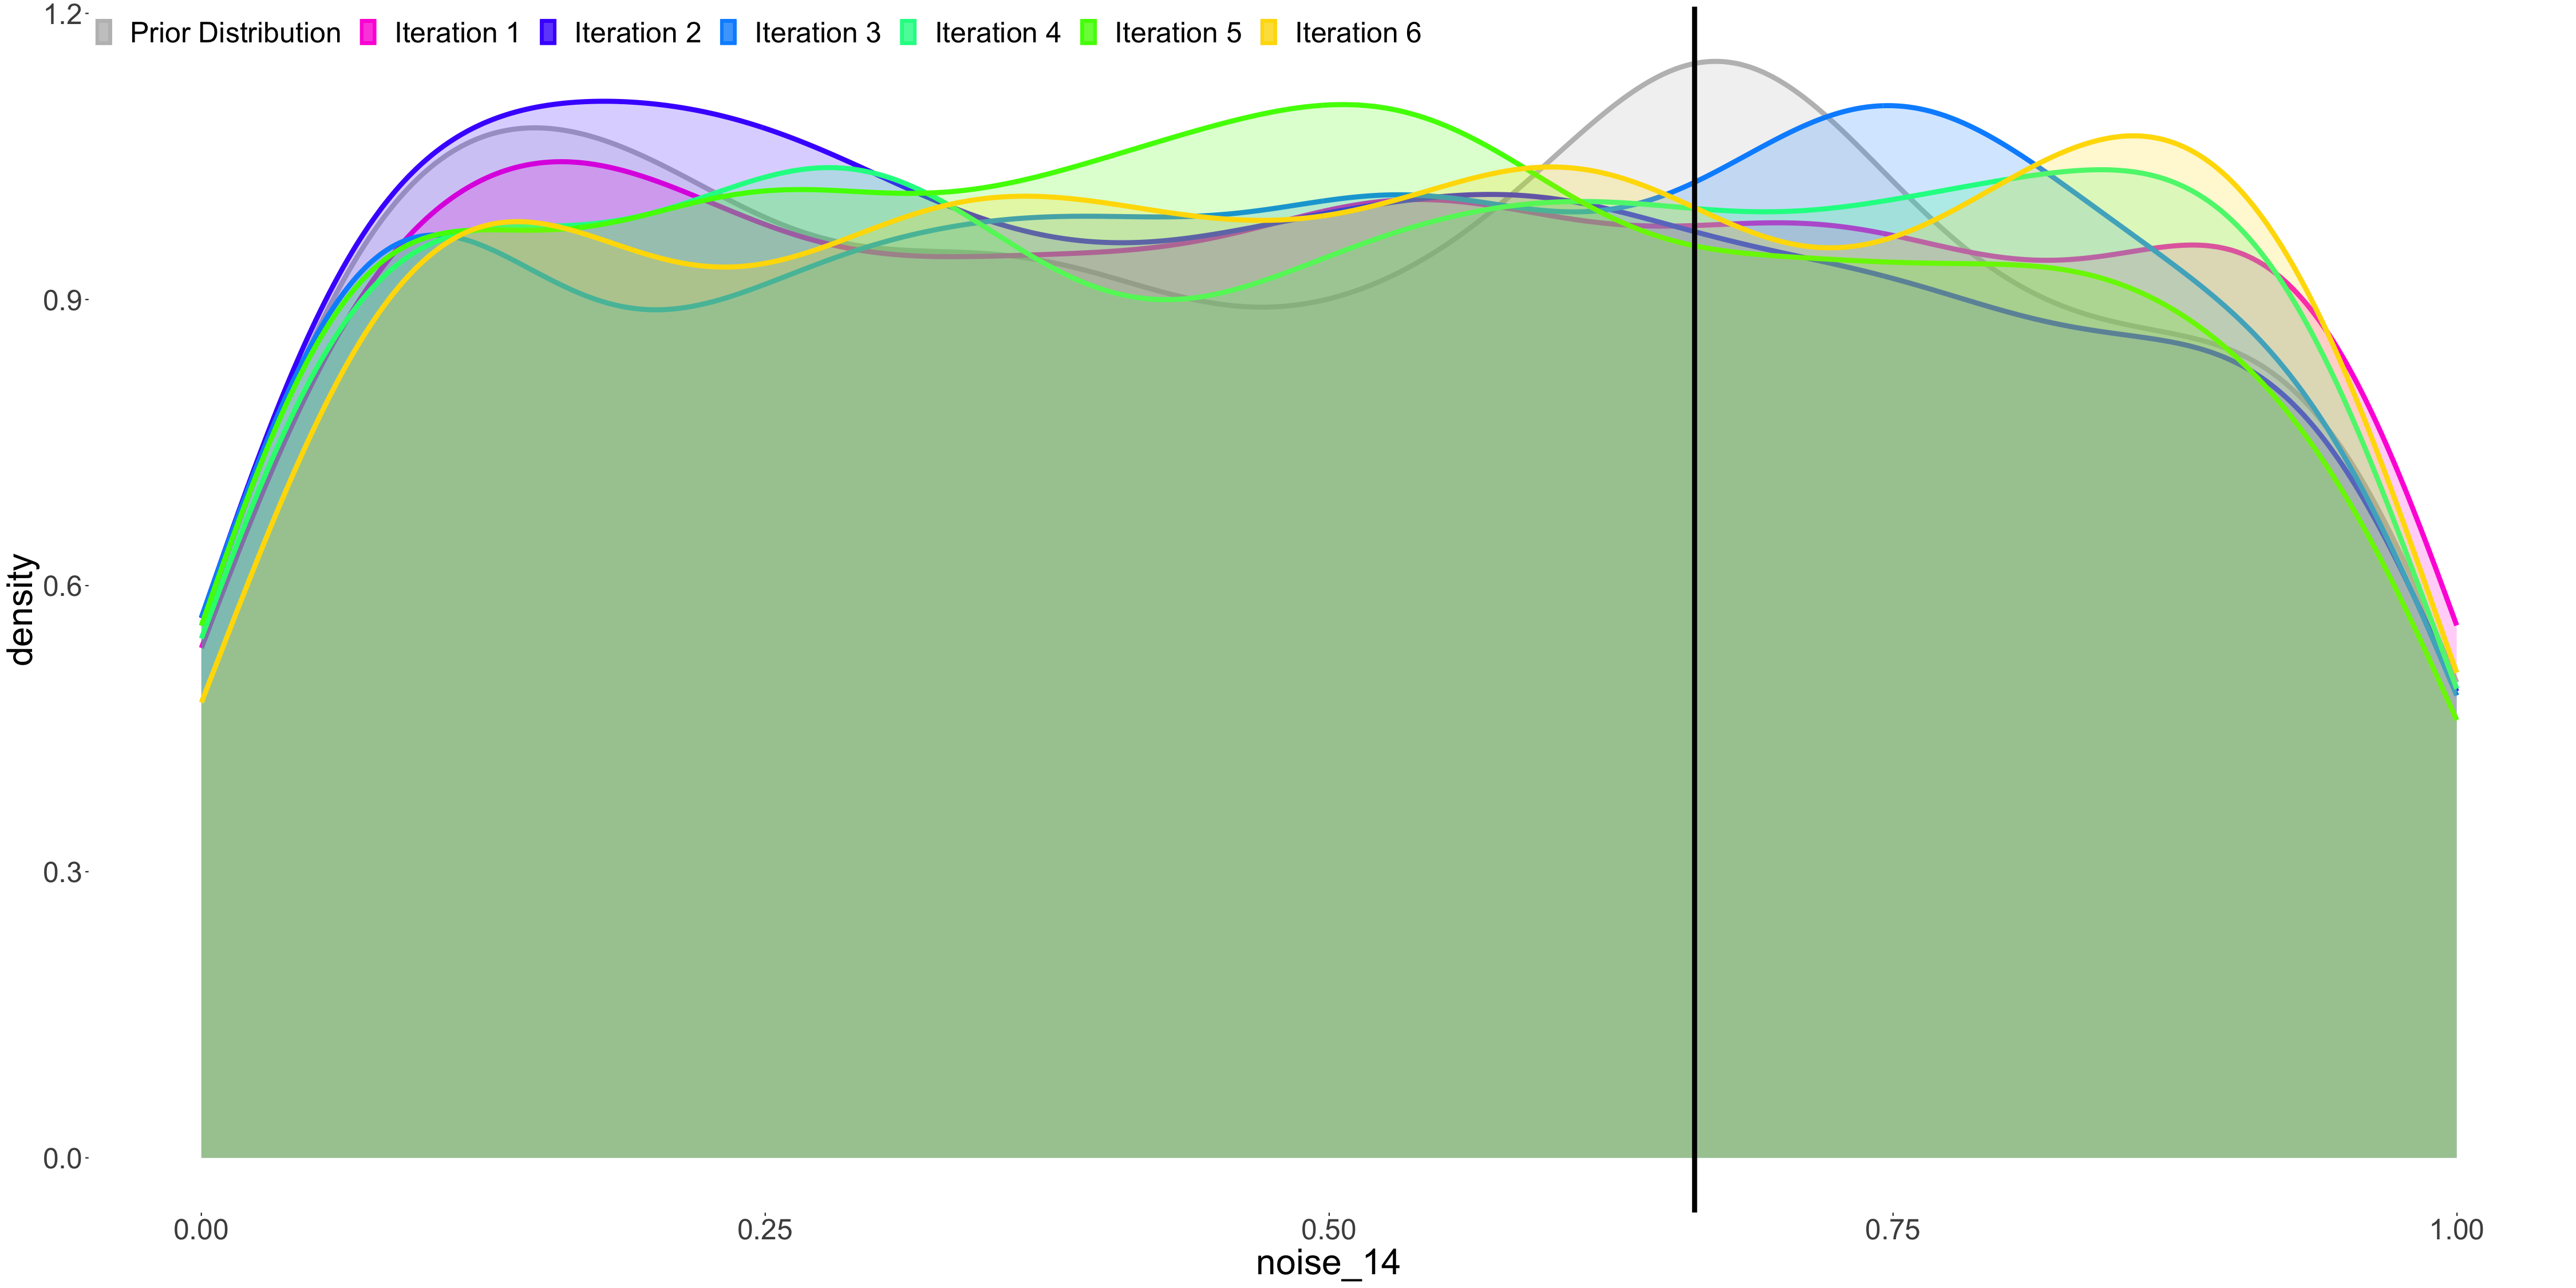 Prior Distribution Iteration 1 Iteration 2 Iteration 3 Iteration 4 Iteration 5 Iteration 6
1.2
0.9
0.6
0.3
0.0
density
0.00 0.25 0.50 0.75 1.00
noise_14